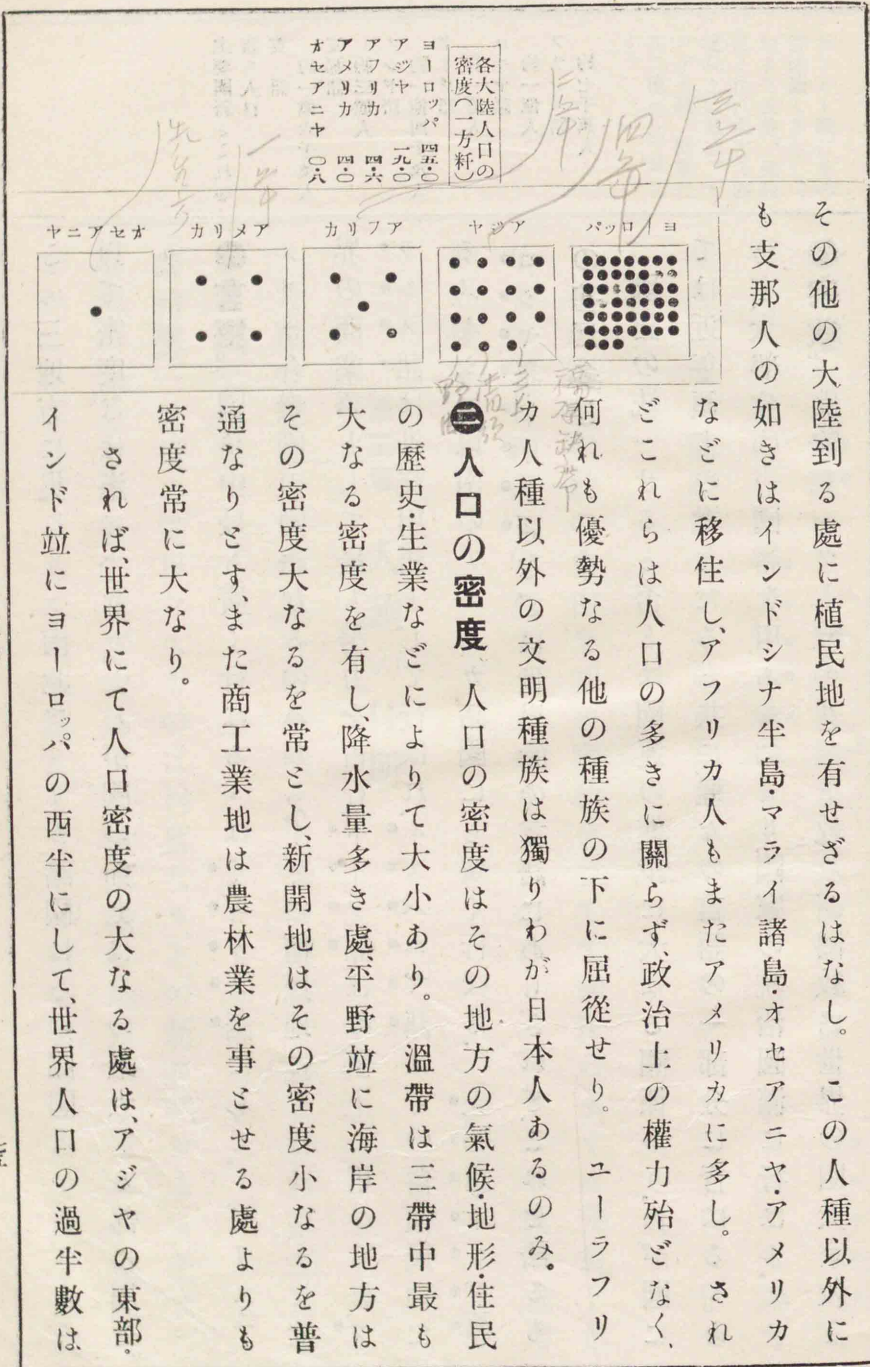 各大陸人口の
密度(一方粁)
ヨーロッパ 四五・〇
アジヤ 一九・〇
アフリカ 四・六
アメリカ 四・〇
オセアニヤ 〇・八
ヨーロッパ
アジヤ
アフリカ
アメリカ
オセアニヤ
その他の大陸到る處に植民地を有せざるはなし。この人種以外に
も支那人の如きはインドシナ半島・マライ諸島・オセアニヤ・アメリカ
などに移住し、アフリカ人もまたアメリカに多し。され
どこれらは人口の多きに關らず、政治上の權力殆どなく、
何れも優勢なる他の種族の下に屈從せり。ユーラフリ
カ人種以外の文明種族は獨りわが日本人あるのみ。
二 人口の密度 人口の密度はその地方の氣候・地形・住民
の歷史・生業などによりて大小あり。溫帶は三帶中最も
大なる密度を有し、降水量多き處、平野竝に海岸の地方は
その密度大なるを常とし、新開地はその密度小なるを普
通なりとす、また商工業地は農林業を事とせる處よりも
密度常に大なり。
されば、世界にて人口密度の大なる處は、アジヤの東部・
インド竝にヨーロッパの西半にして、世界人口の過半數は